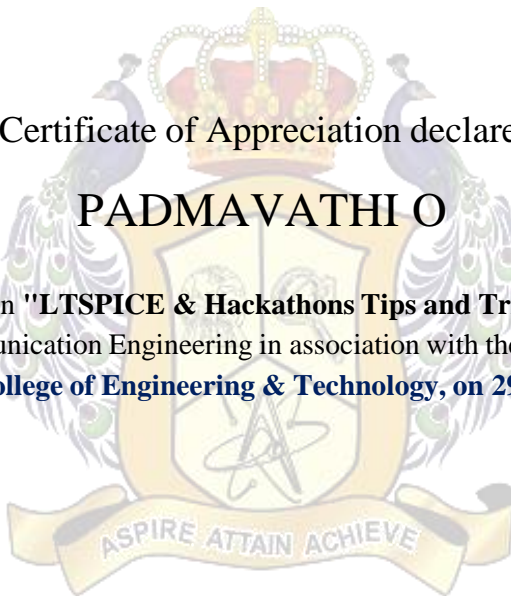 Certificate of Appreciation declare
PADMAVATHI O
n "LTSPICE & Hackathons Tips and Tr
unication Engineering in association with the
ollege of Engineering & Technology, on 29
ASPIRE ATTAIN ACHIEVE